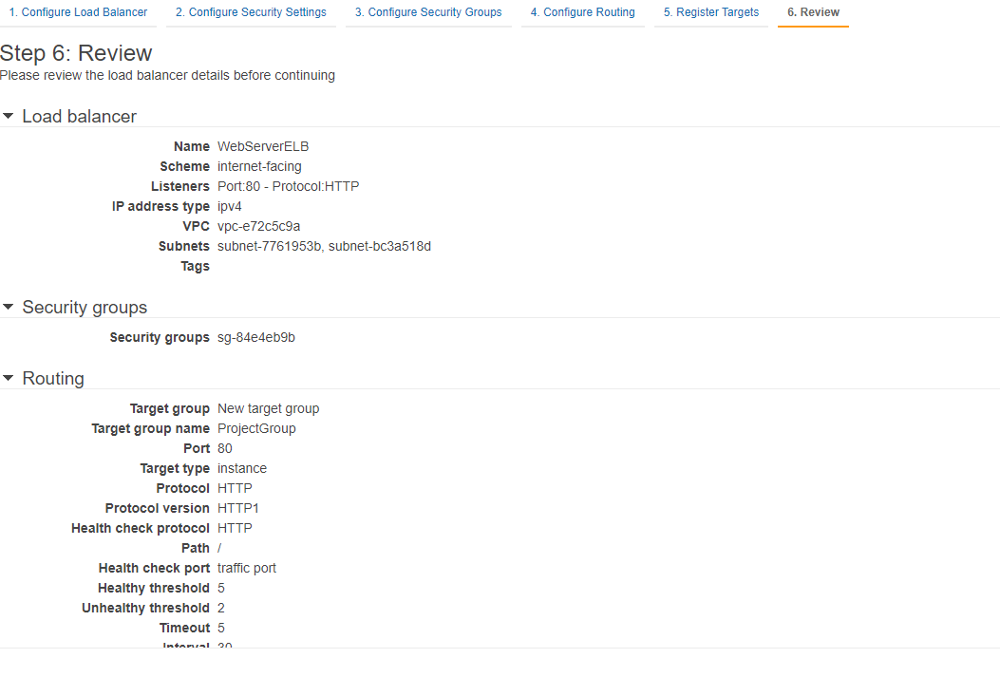 1. Configure Load Balancer 2. Configure Security Settings 3. Configure Security Groups 4. Configure Routing 5. Register Targets 6. Review
Step 6: Review
Please review the load balancer details before continuing
Load balancer
Name WebServerELB
Scheme internet-facing
Listeners Port:80 - Protocol:HTTP
IP address type ipv4
VPC vpc-e72c5c9a
Subnets subnet-7761953b, subnet-bc3a518d
Tags
Security groups
Security groups sg-84e4eb9b
Routing
Target group New target group
Target group name ProjectGroup
Port 80
Target type instance
Protocol HTTP
Protocol version HTTP1
Health check protocol HTTP
Path /
Health check port traffic port
Healthy threshold 5
Unhealthy threshold 2
Timeout 5
Interval 30